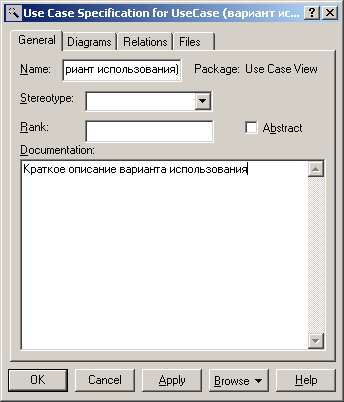 Use Case Specification for UseCase (вариант ис...
General Diagrams Relations Files
Name: риант использования) Package: Use Case View
Stereotype:
Rank: Abstract
Documentation:
Краткое описание варианта использования
OK Cancel Apply Browse Help